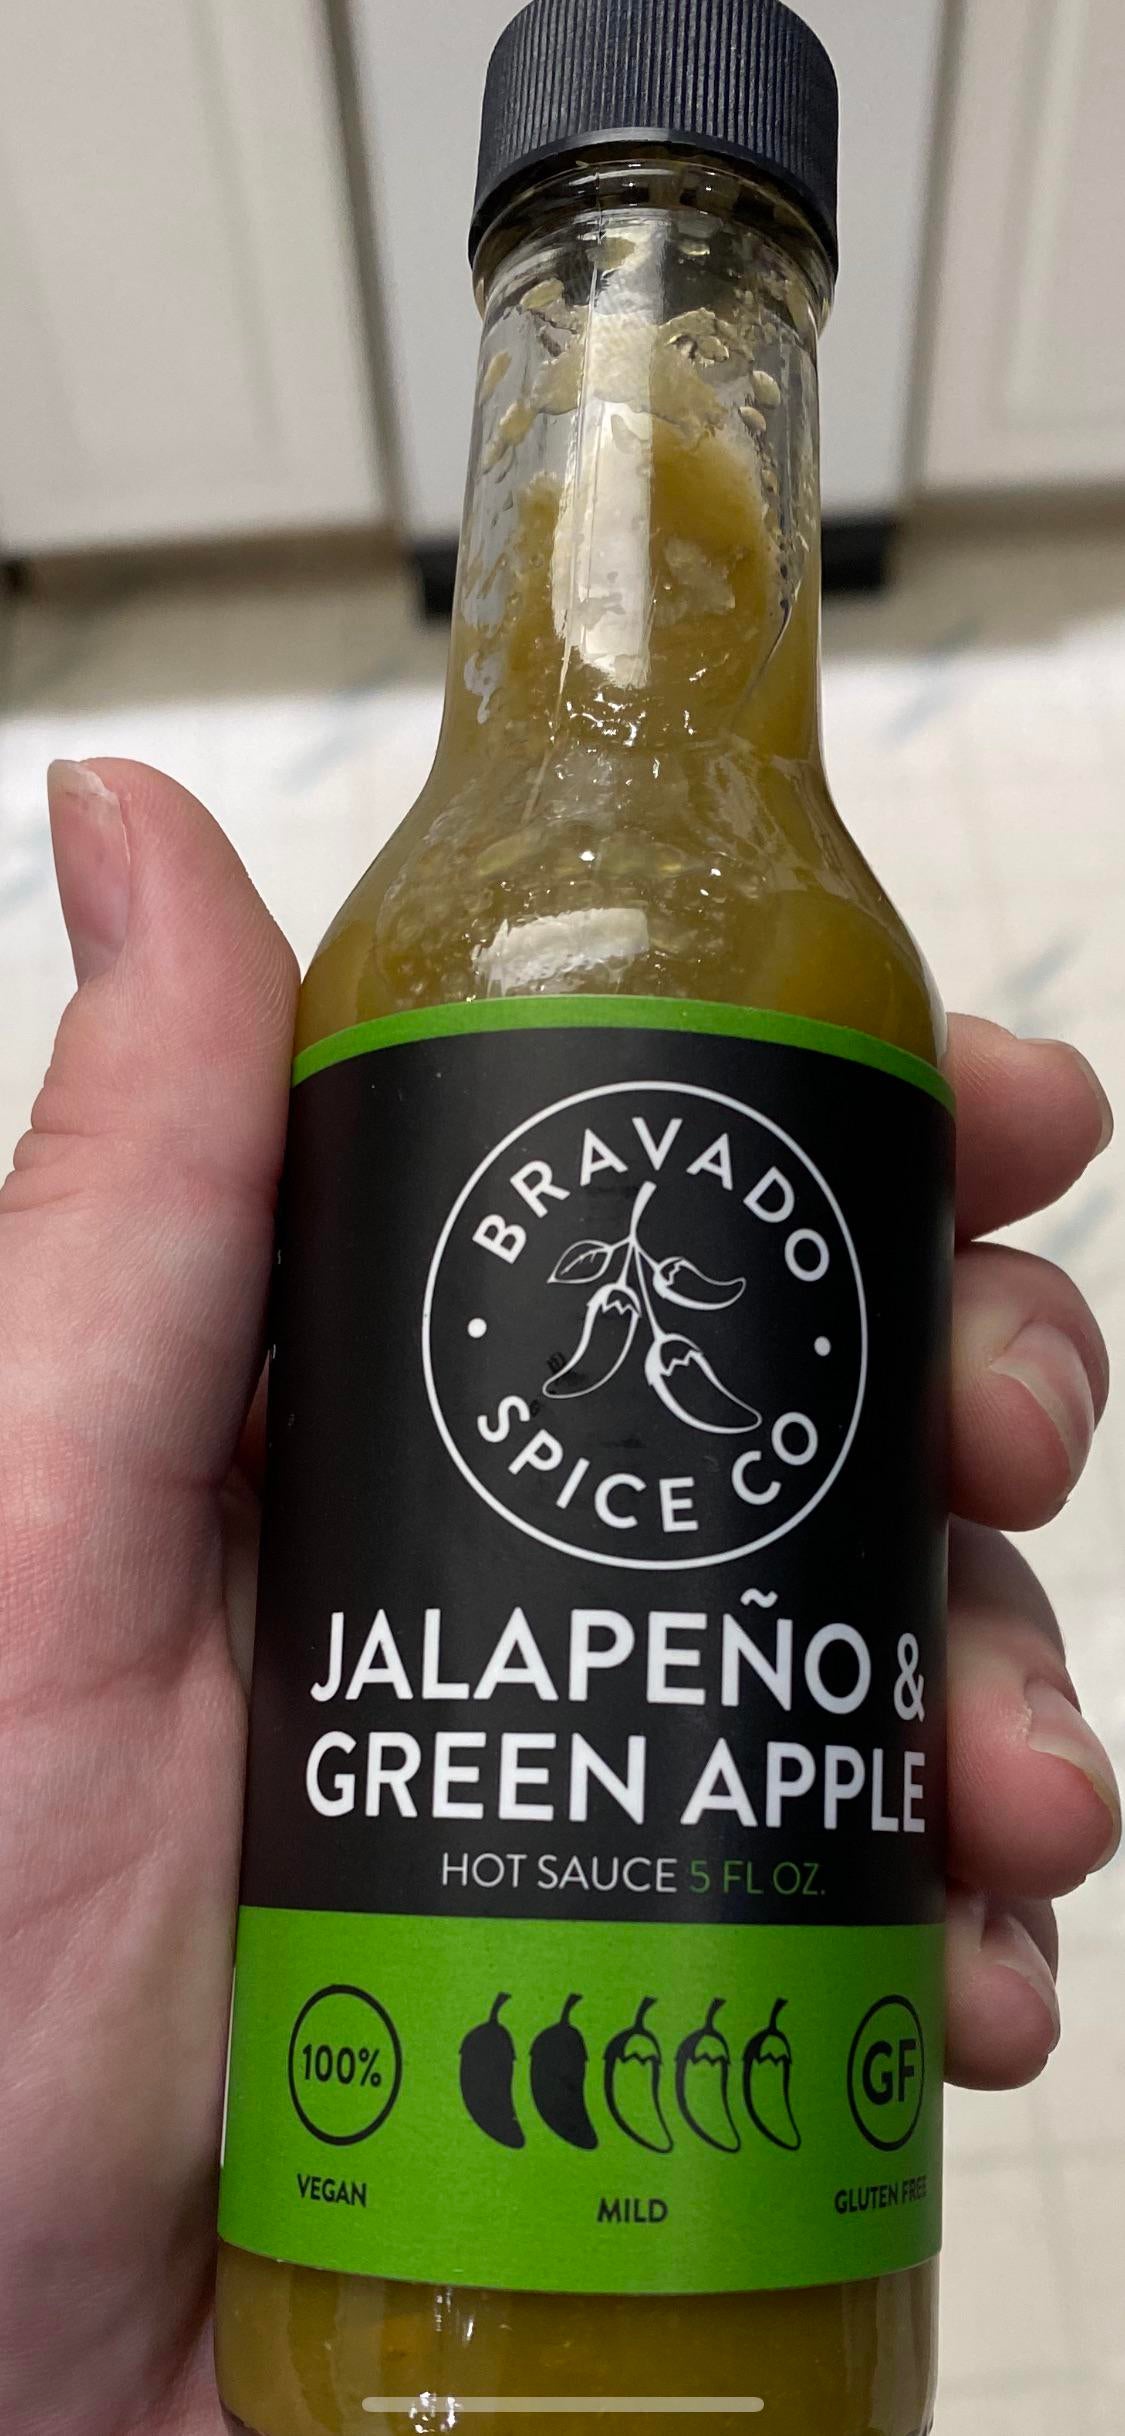 BRAVADO
SPICE CO
JALAPEÑO &
GREEN APPLE
HOT SAUCE 5 FL OZ.
100%
GF
VEGAN
MILD
GLUTEN FREE